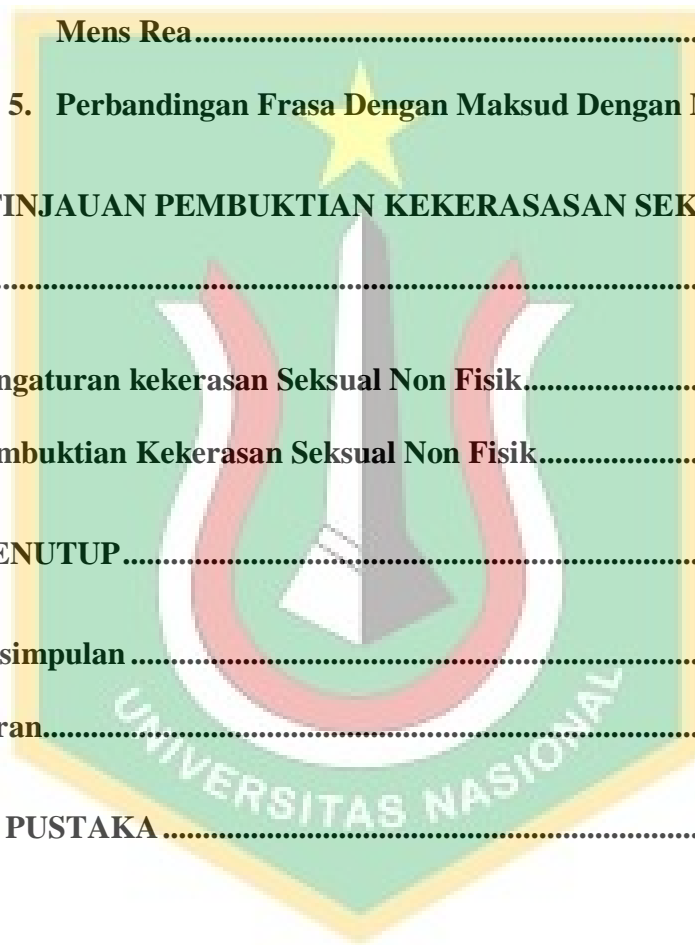 Mens Rea........................................................................
5. Perbandingan Frasa Dengan Maksud Dengan
TINJAUAN PEMBUKTIAN KEKERASASAN SEK
........................................................................
ngaturan kekerasan Seksual Non Fisik..............................
mbuktian Kekerasan Seksual Non Fisik............................
ENUTUP........................................................................
simpulan........................................................................
ran........................................................................
PUSTAKA........................................................................
UNIVERSITAS NASIONAL